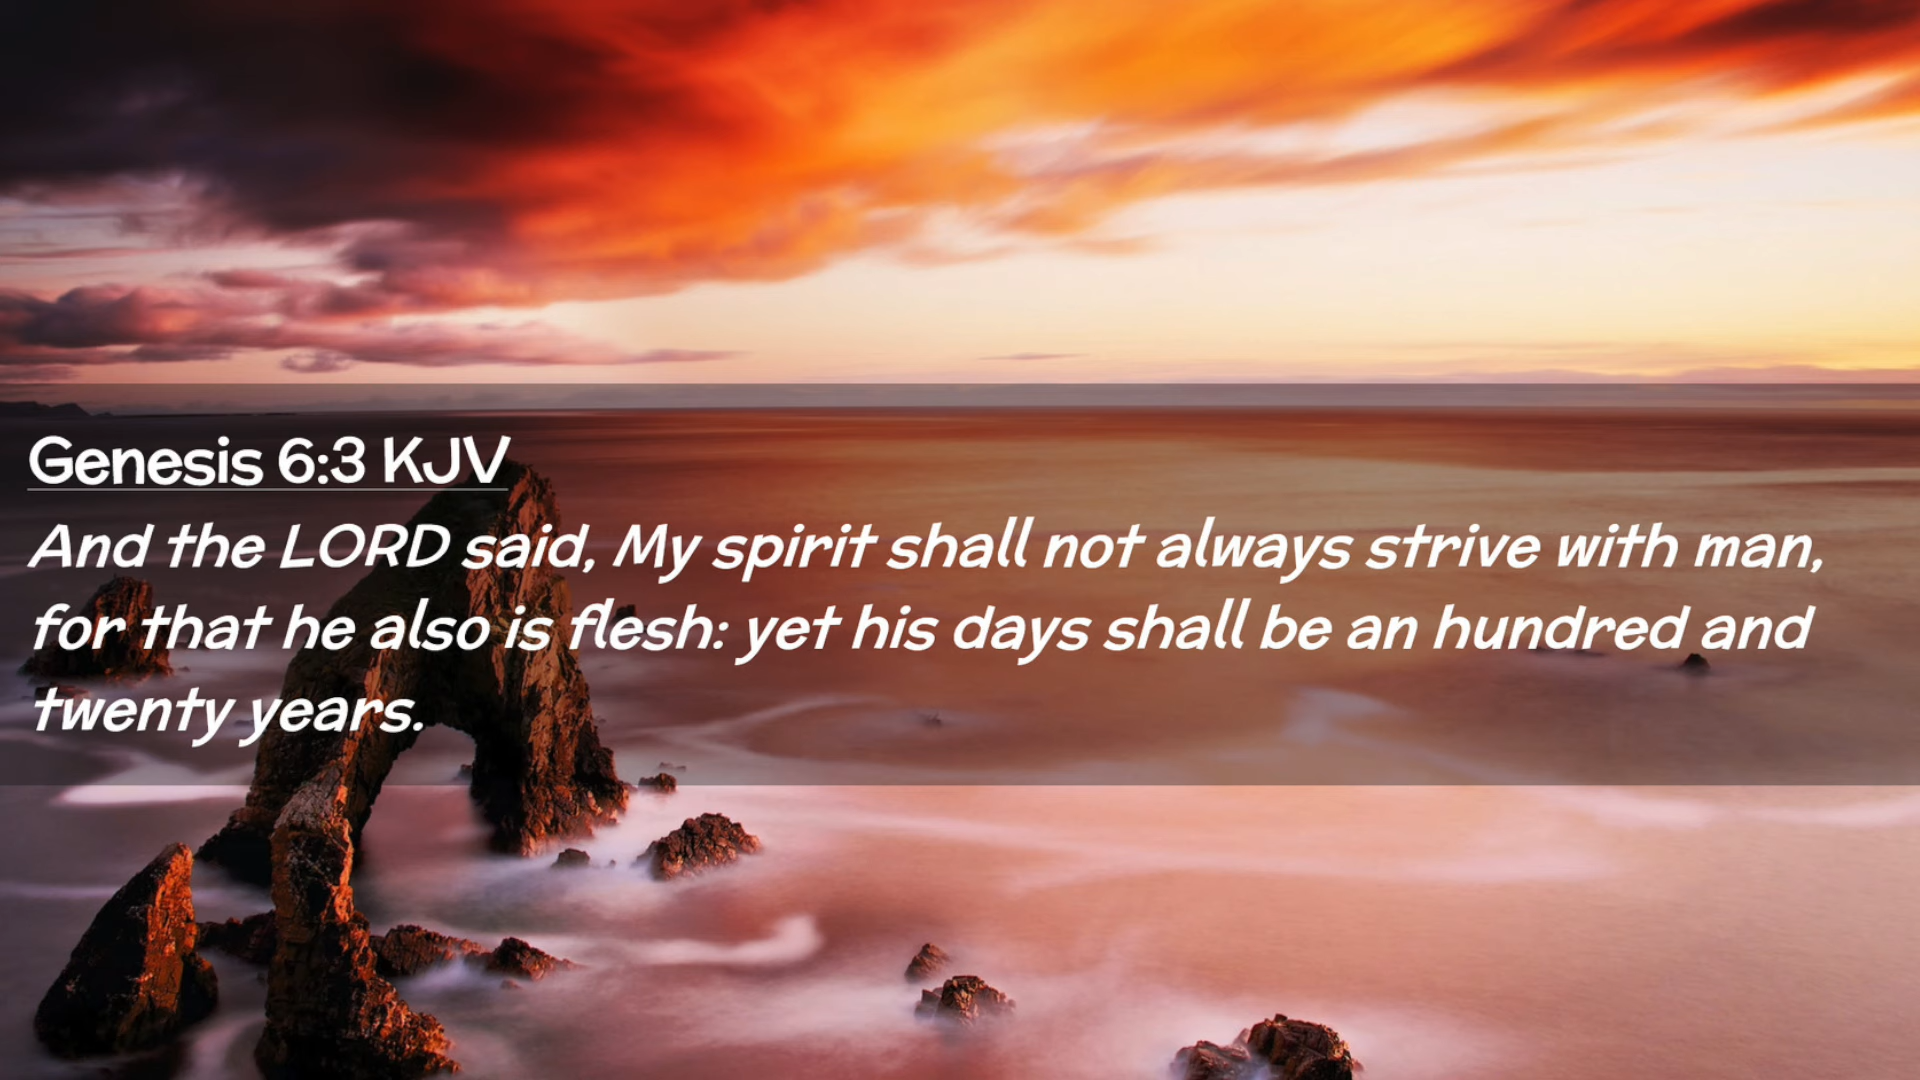 Genesis 6:3 KJV
And the LORD said, My spirit shall not always strive with man,
for that he also is flesh: yet his days shall be an hundred and
twenty years.